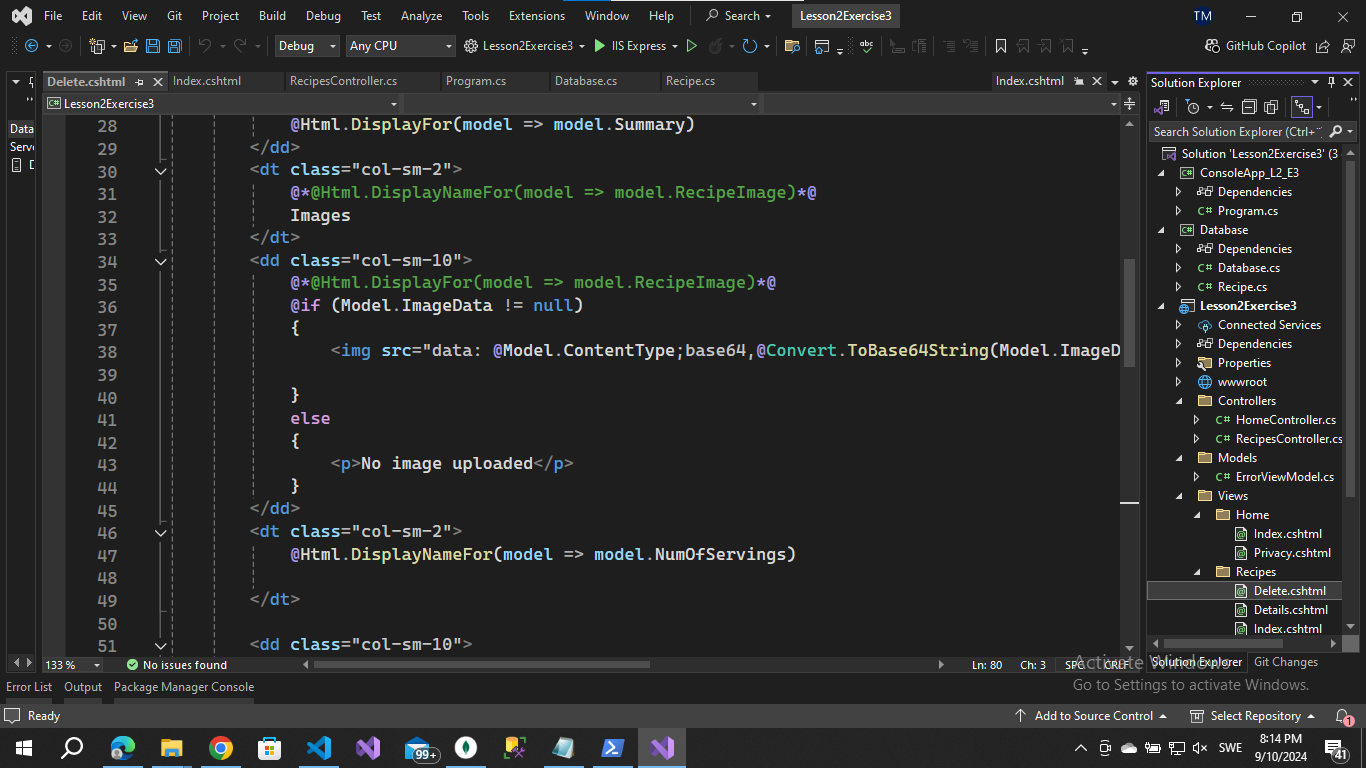 File Edit View Git Project Build Debug Test Analyze Tools Extensions Window Help Search Lesson2Exercise3 TM
Debug Any CPU Lesson2Exercise3 IIS Express GitHub Copilot
Delete.cshtml Index.cshtml RecipesController.cs Program.cs Database.cs Recipe.cs Index.cshtml
Lesson2Exercise3
Data
Serv
D
28 @Html.DisplayFor(model => model.Summary)
29 </dd>
30 <dt class="col-sm-2">
31 @*@Html.DisplayNameFor(model => model.RecipeImage)*@
32 Images
33 </dt>
34 <dd class="col-sm-10">
35 @*@Html.DisplayFor(model => model.RecipeImage)*@
36 @if (Model.ImageData != null)
37 {
38 <img src="data: @Model.ContentType;base64,@Convert.ToBase64String(Model.ImageD
39
40 }
41 else
42 {
43 <p>No image uploaded</p>
44 }
45 </dd>
46 <dt class="col-sm-2">
47 @Html.DisplayNameFor(model => model.NumOfServings)
48
49 </dt>
50
51 <dd class="col-sm-10">
133 % No issues found Ln: 80 Ch: 3 SPC CRLF
Solution Explorer
Search Solution Explorer (Ctrl+
Solution 'Lesson2Exercise3' (3
ConsoleApp_L2_E3
Dependencies
C# Program.cs
Database
Dependencies
C# Database.cs
C# Recipe.cs
Lesson2Exercise3
Connected Services
Dependencies
Properties
wwwroot
Controllers
C# HomeController.cs
C# RecipesController.cs
Models
C# ErrorViewModel.cs
Views
Home
Index.cshtml
Privacy.cshtml
Recipes
Delete.cshtml
Details.cshtml
Index.cshtml
Solution Explorer Git Changes
Activate Windows
Go to Settings to activate Windows.
Error List Output Package Manager Console
Ready Add to Source Control Select Repository 1
99+ SWE 8:14 PM
9/10/2024 41